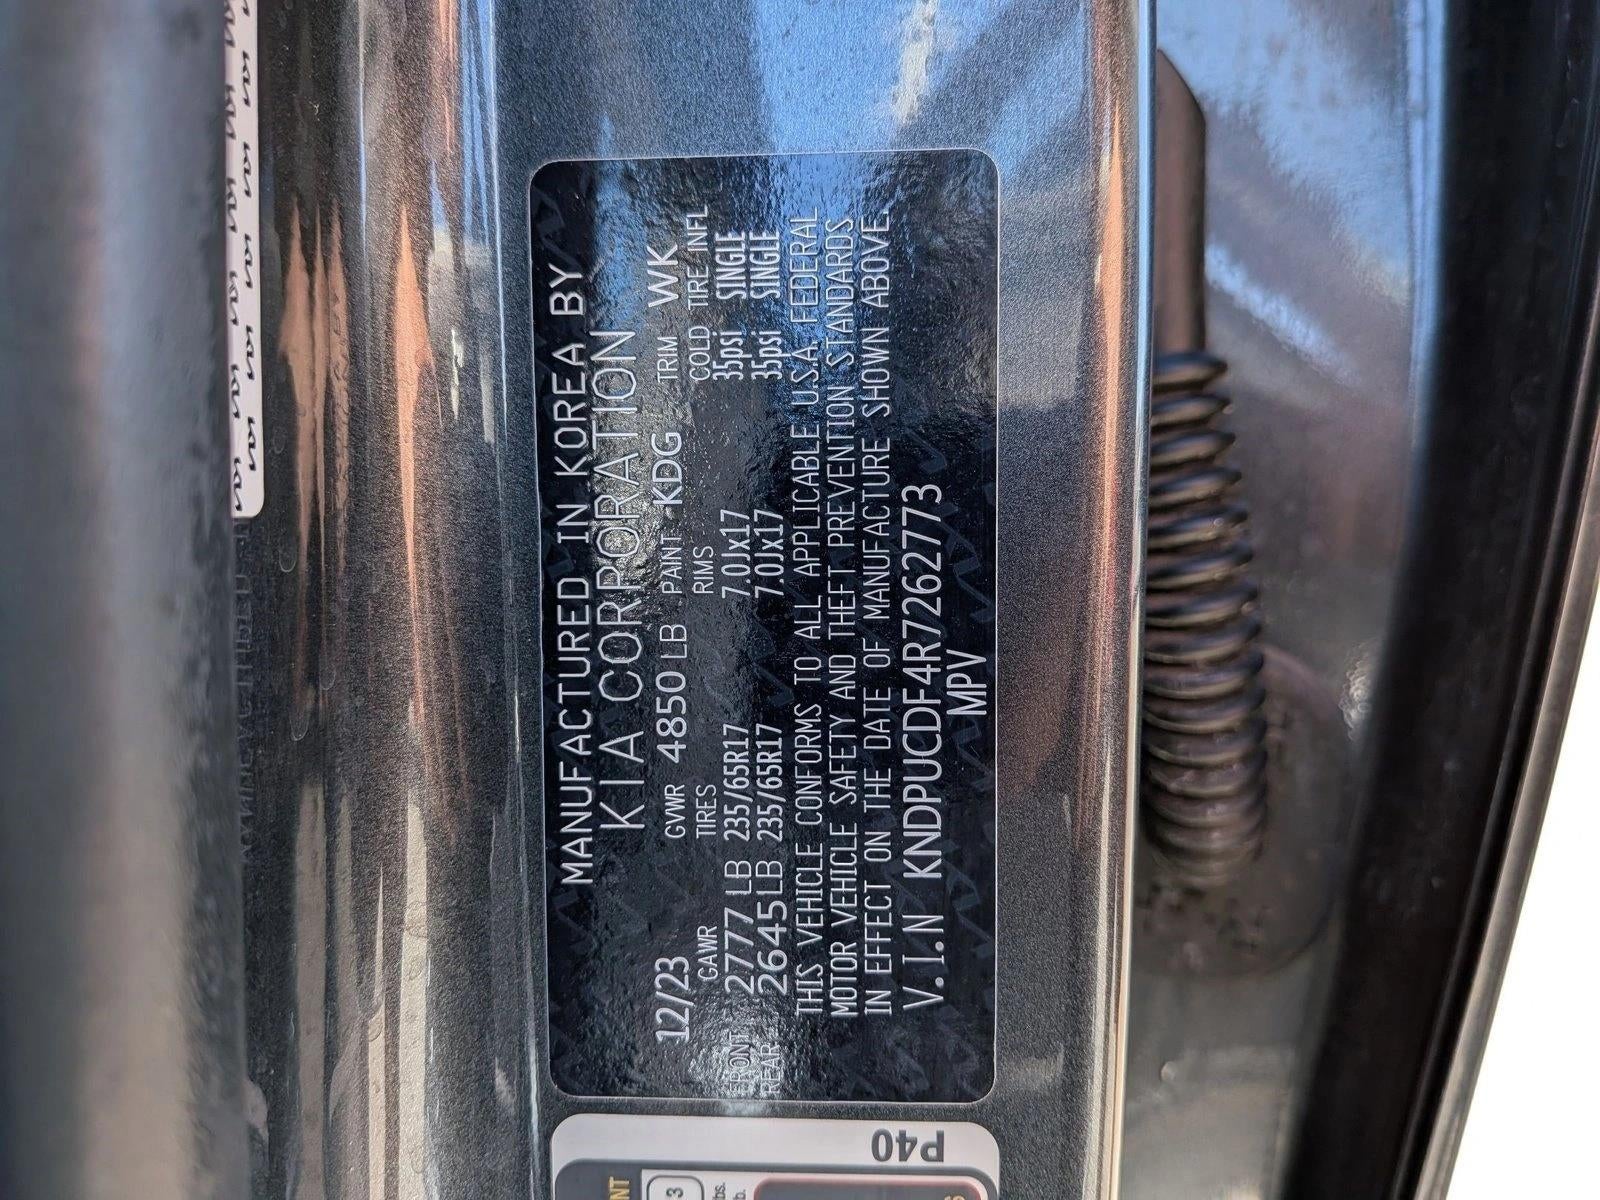 MANUFACTURED IN KOREA BY
KIA CORPORATION
12/23 GVWR 4850 LB PAINT KDG TRIM WK
GAWR TIRES RIMS COLD TIRE INFL
FRONT 2777 LB 235/65R17 7.0Jx17 35psi SINGLE
REAR 2645LB 235/65R17 7.0Jx17 35psi SINGLE
THIS VEHICLE CONFORMS TO ALL APPLICABLE U.S.A. FEDERAL
MOTOR VEHICLE SAFETY AND THEFT PREVENTION STANDARDS
IN EFFECT ON THE DATE OF MANUFACTURE SHOWN ABOVE.
V.I.N KNDPUCDF4R7262773
MPV
P40